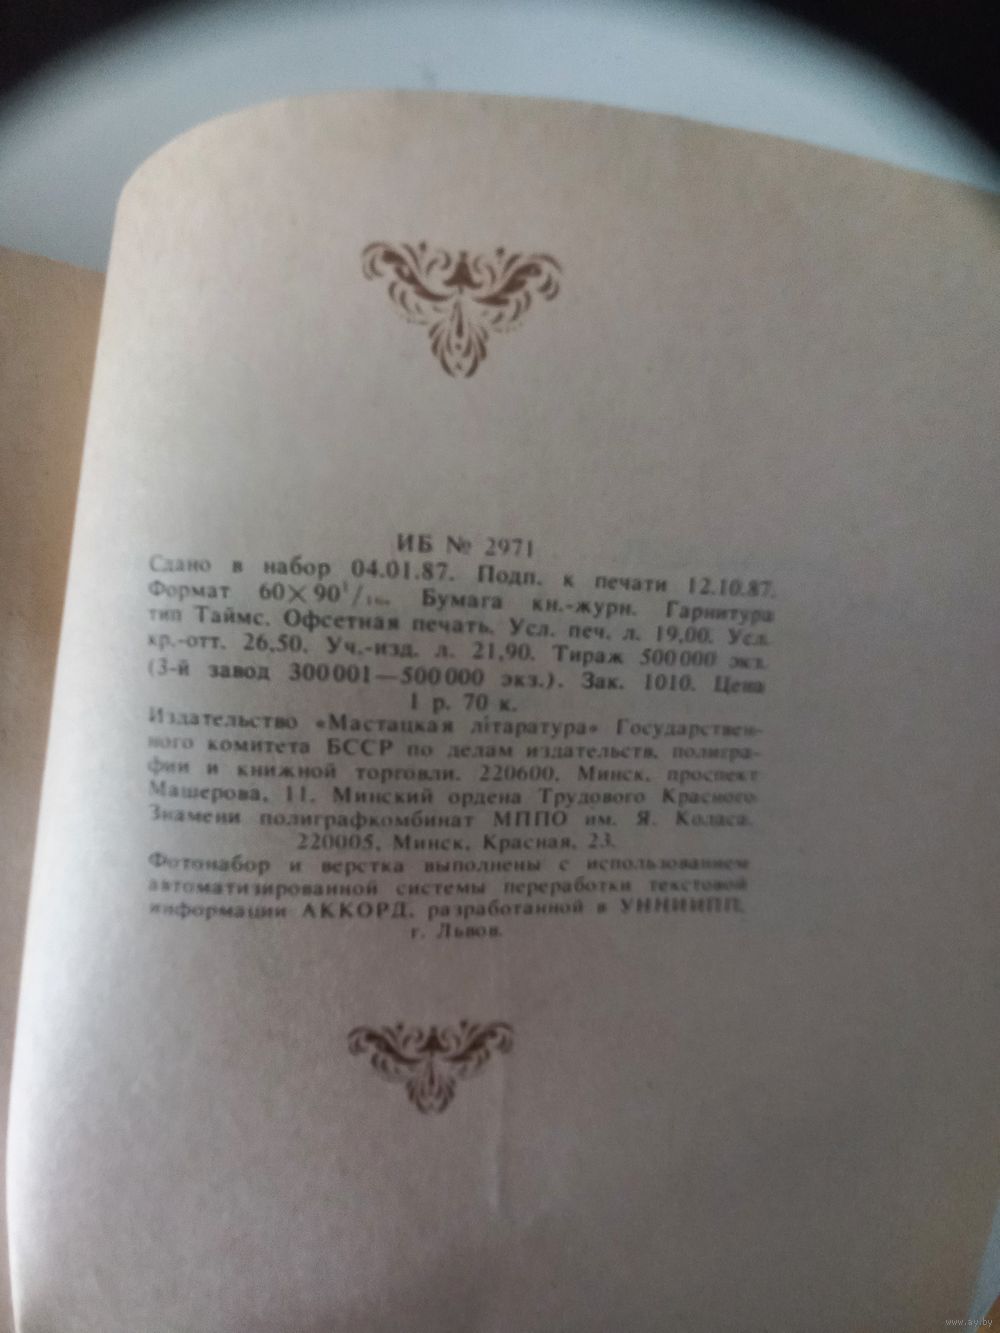 ИБ № 2971
Сдано в набор 04.01.87. Подп. к печати 12.10.87.
Формат 60×90¹/₁₆. Бумага кн.-журн. Гарнитура
тип Таймс. Офсетная печать. Усл. печ. л. 19,00. Усл.
кр.-отт. 26,50. Уч.-изд. л. 21,90. Тираж 500 000 экз.
(3-й завод 300 001—500 000 экз.). Зак. 1010. Цена
1 р. 70 к.
Издательство «Мастацкая літаратура» Государствен-
ного комитета БССР по делам издательств, полигра-
фии и книжной торговли. 220600, Минск, проспект
Машерова, 11. Минский ордена Трудового Красного
Знамени полиграфкомбинат МППО им. Я. Коласа.
220005, Минск, Красная, 23.
Фотонабор и верстка выполнены с использованием
автоматизированной системы переработки текстовой
информации АККОРД, разработанной в УННИИПП,
г. Львов.
www.ay.by